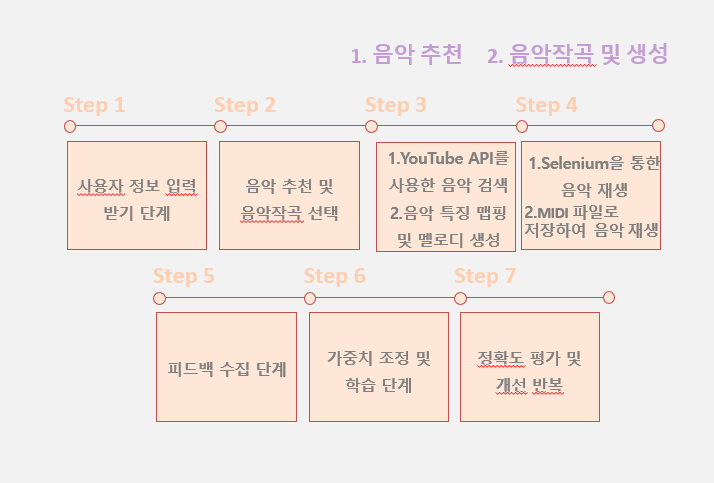 1. 음악 추천 2. 음악작곡 및 생성
Step 1
Step 2
Step 3
Step 4
사용자 정보 입력
받기 단계
음악 추천 및
음악작곡 선택
1.YouTube API를
사용한 음악 검색
2.음악 특징 맵핑
및 멜로디 생성
1.Selenium을 통한
음악 재생
2.MIDI 파일로
저장하여 음악 재생
Step 5
Step 6
Step 7
피드백 수집 단계
가중치 조정 및
학습 단계
정확도 평가 및
개선 반복